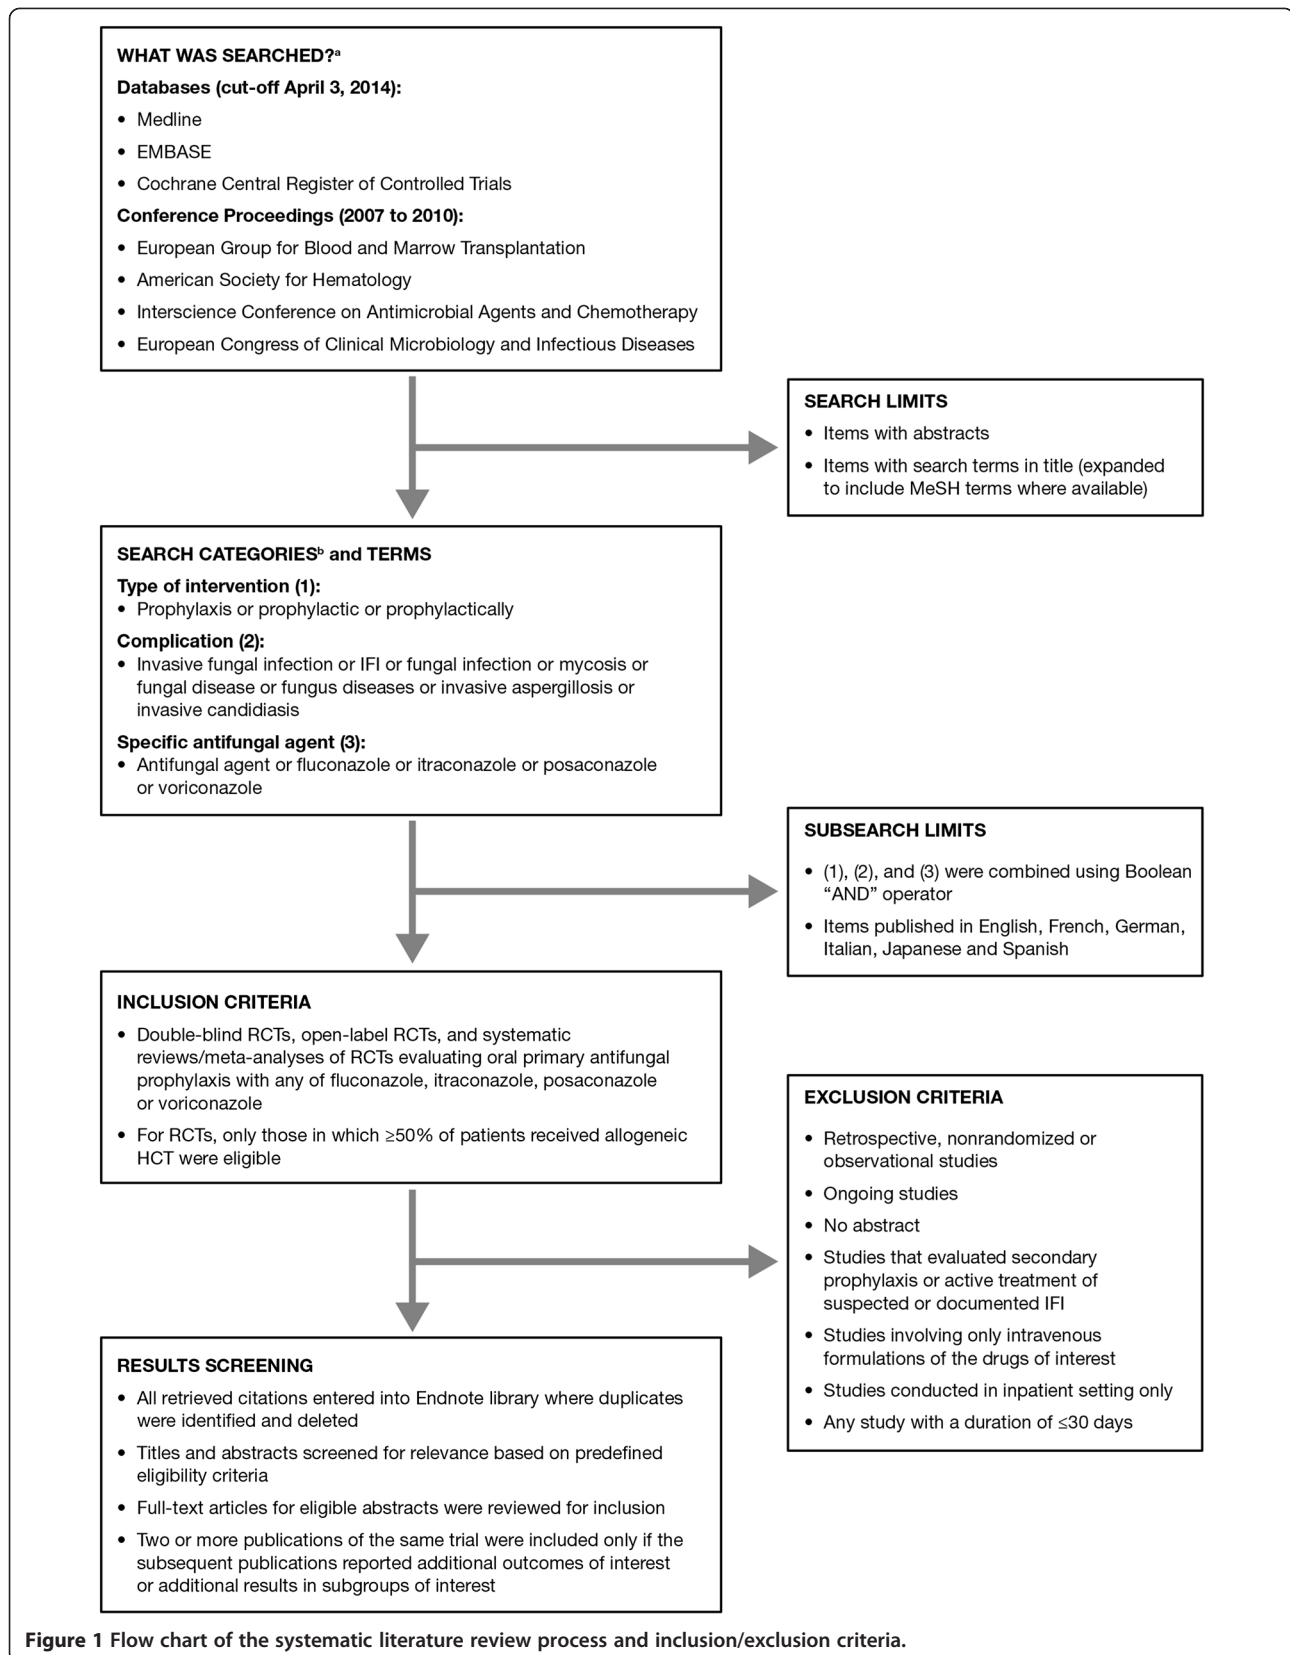 WHAT WAS SEARCHED?ᵃ
Databases (cut-off April 3, 2014):
• Medline
• EMBASE
• Cochrane Central Register of Controlled Trials
Conference Proceedings (2007 to 2010):
• European Group for Blood and Marrow Transplantation
• American Society for Hematology
• Interscience Conference on Antimicrobial Agents and Chemotherapy
• European Congress of Clinical Microbiology and Infectious Diseases
SEARCH LIMITS
• Items with abstracts
• Items with search terms in title (expanded
to include MeSH terms where available)
SEARCH CATEGORIESᵇ and TERMS
Type of intervention (1):
• Prophylaxis or prophylactic or prophylactically
Complication (2):
• Invasive fungal infection or IFI or fungal infection or mycosis or
fungal disease or fungus diseases or invasive aspergillosis or
invasive candidiasis
Specific antifungal agent (3):
• Antifungal agent or fluconazole or itraconazole or posaconazole
or voriconazole
SUBSEARCH LIMITS
• (1), (2), and (3) were combined using Boolean
“AND” operator
• Items published in English, French, German,
Italian, Japanese and Spanish
INCLUSION CRITERIA
• Double-blind RCTs, open-label RCTs, and systematic
reviews/meta-analyses of RCTs evaluating oral primary antifungal
prophylaxis with any of fluconazole, itraconazole, posaconazole
or voriconazole
• For RCTs, only those in which ≥50% of patients received allogeneic
HCT were eligible
EXCLUSION CRITERIA
• Retrospective, nonrandomized or
observational studies
• Ongoing studies
• No abstract
• Studies that evaluated secondary
prophylaxis or active treatment of
suspected or documented IFI
• Studies involving only intravenous
formulations of the drugs of interest
• Studies conducted in inpatient setting only
• Any study with a duration of ≤30 days
RESULTS SCREENING
• All retrieved citations entered into Endnote library where duplicates
were identified and deleted
• Titles and abstracts screened for relevance based on predefined
eligibility criteria
• Full-text articles for eligible abstracts were reviewed for inclusion
• Two or more publications of the same trial were included only if the
subsequent publications reported additional outcomes of interest
or additional results in subgroups of interest
Figure 1 Flow chart of the systematic literature review process and inclusion/exclusion criteria.